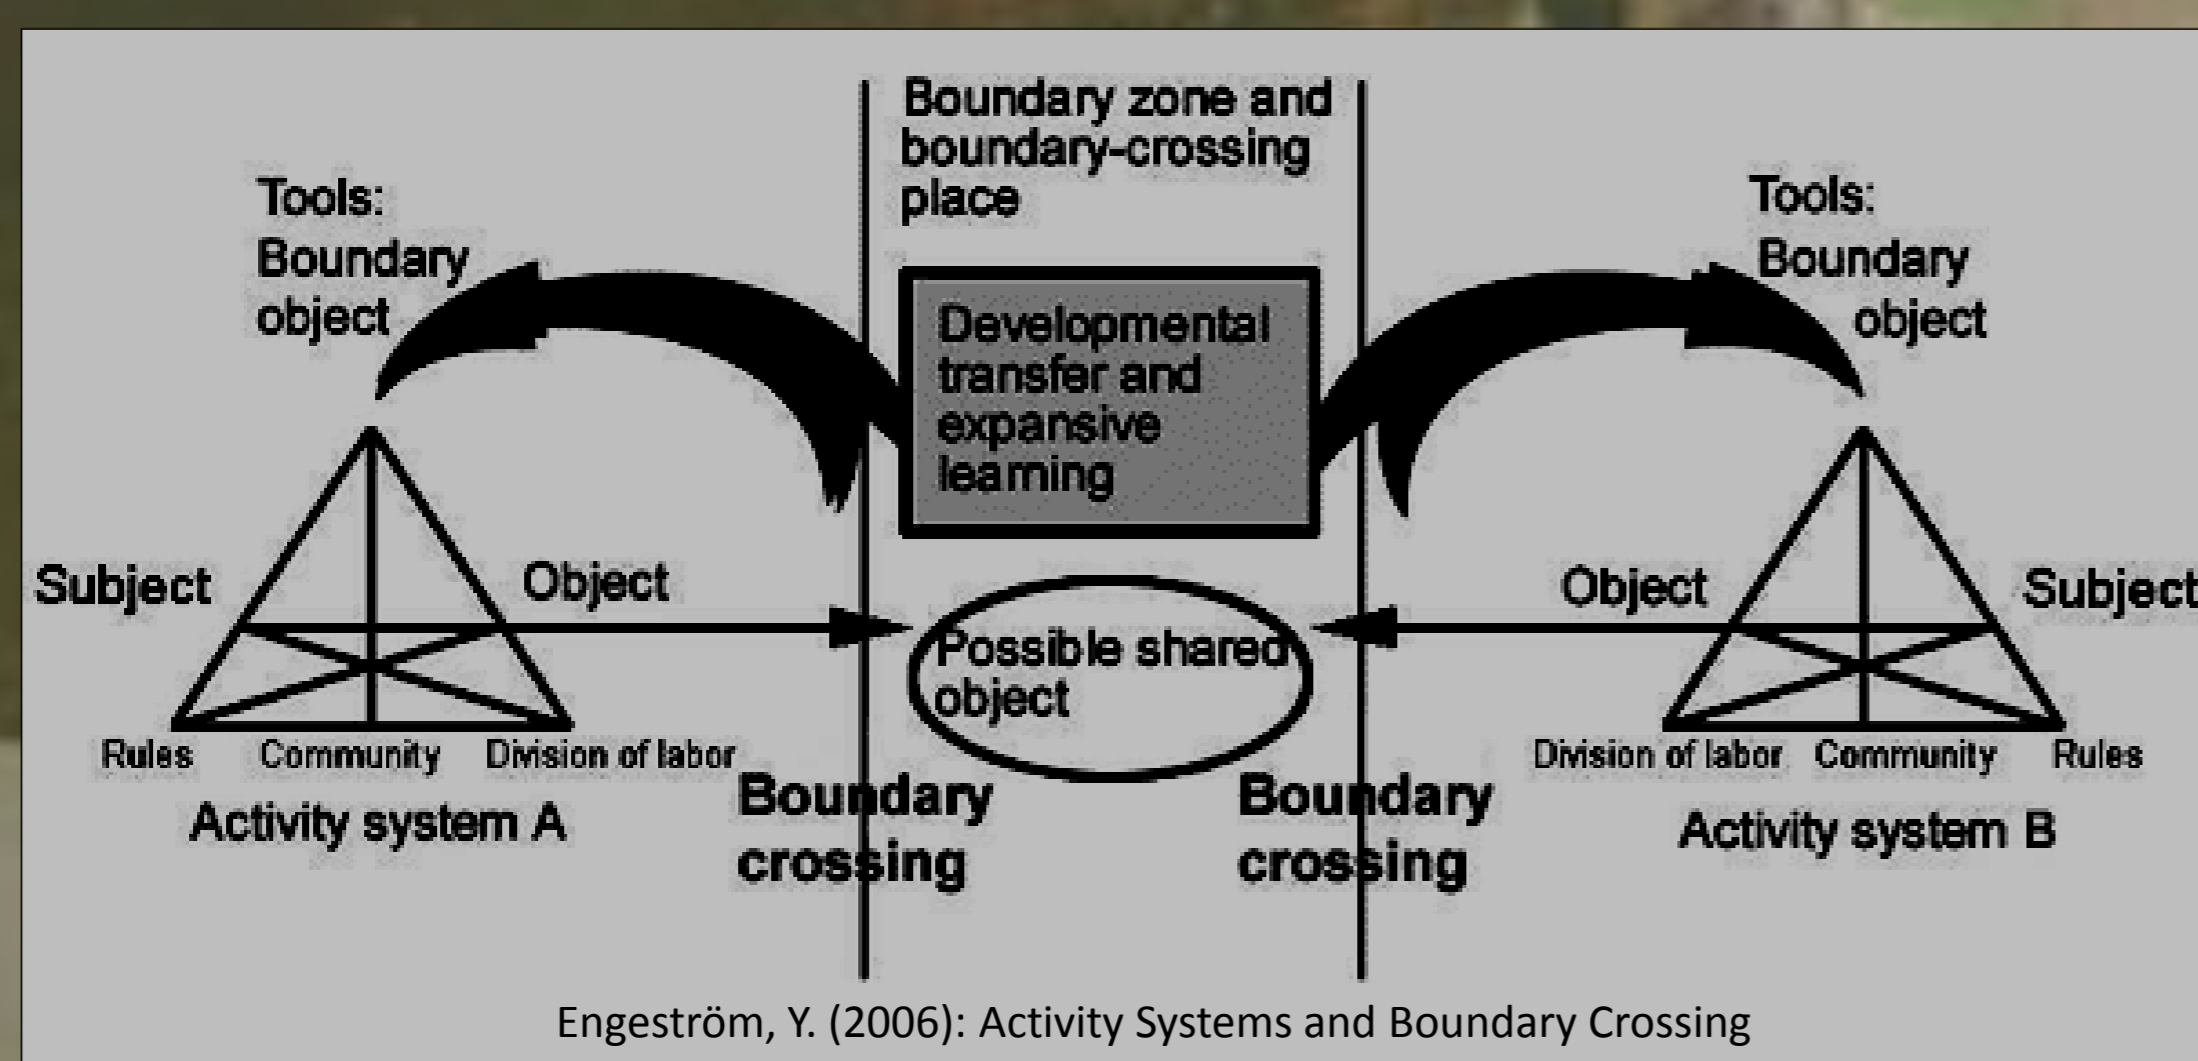 Boundary zone and
boundary-crossing
place
Tools:
Boundary
object
Tools:
Boundary
object
Developmental
transfer and
expansive
learning
Subject
Object
Object
Subject
Possible shared
object
Rules Community Division of labor
Division of labor Community Rules
Activity system A
Boundary
crossing
Boundary
crossing
Activity system B
Engeström, Y. (2006): Activity Systems and Boundary Crossing